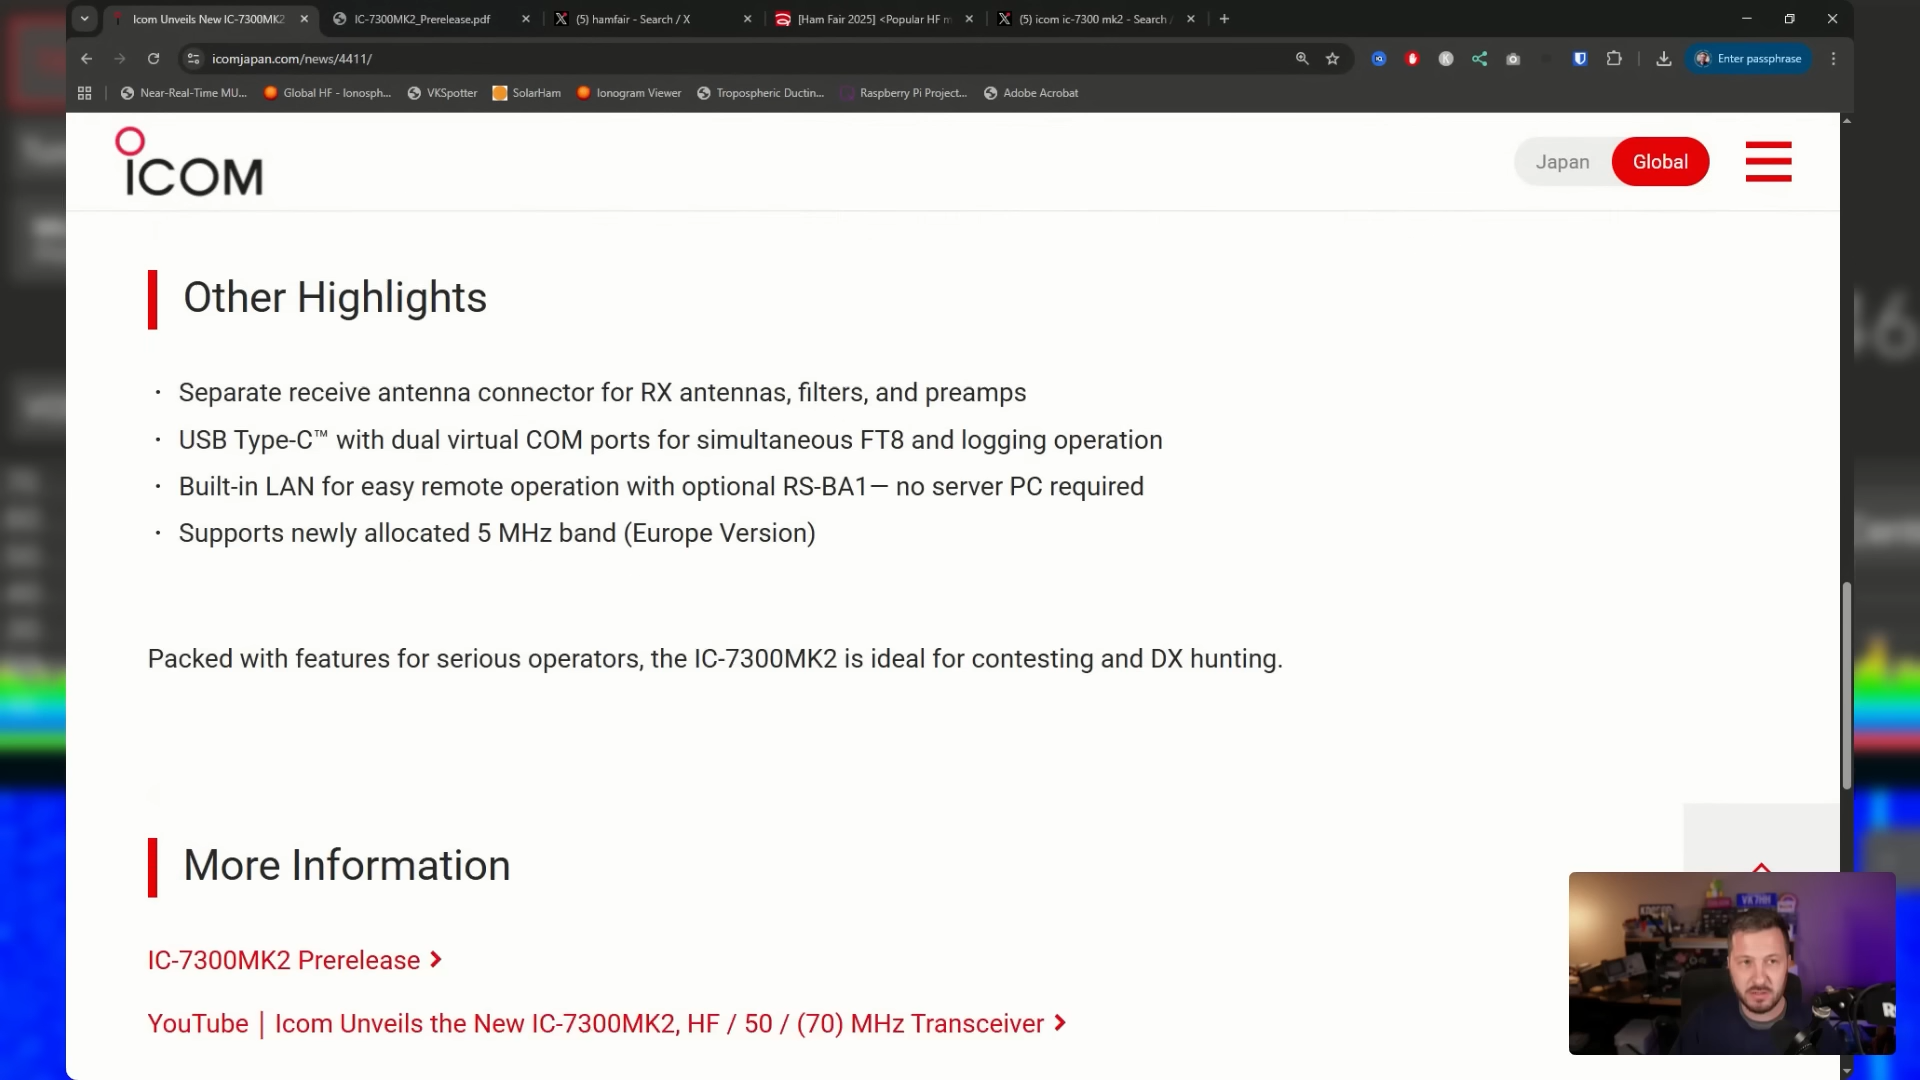 Icom Unveils New IC-7300MK2
IC-7300MK2_Prerelease.pdf
(5) hamfair - Search / X
[Ham Fair 2025] <Popular HF m
(5) icom ic-7300 mk2 - Search /
icomjapan.com/news/4411/
Enter passphrase
Near-Real-Time MU...
Global HF - Ionosph...
VKSpotter
SolarHam
Ionogram Viewer
Tropospheric Ductin...
Raspberry Pi Project...
Adobe Acrobat
ICOM
Japan
Global
Other Highlights
・ Separate receive antenna connector for RX antennas, filters, and preamps
・ USB Type-C™ with dual virtual COM ports for simultaneous FT8 and logging operation
・ Built-in LAN for easy remote operation with optional RS-BA1— no server PC required
・ Supports newly allocated 5 MHz band (Europe Version)
Packed with features for serious operators, the IC-7300MK2 is ideal for contesting and DX hunting.
More Information
IC-7300MK2 Prerelease
YouTube│Icom Unveils the New IC-7300MK2, HF / 50 / (70) MHz Transceiver
VK7HH